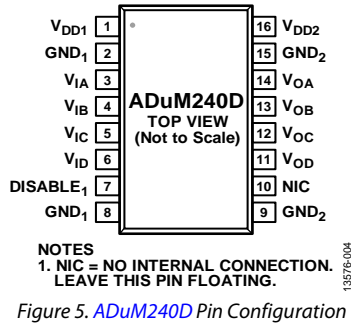 VDD1 1 16 VDD2
GND1 2 15 GND2
VIA 3 14 VOA
VIB 4 ADuM240D 13 VOB
TOP VIEW
VIC 5 (Not to Scale) 12 VOC
VID 6 11 VOD
DISABLE1 7 10 NIC
GND1 8 9 GND2
NOTES
1. NIC = NO INTERNAL CONNECTION.
LEAVE THIS PIN FLOATING.
13576-004
Figure 5. ADuM240D Pin Configuration